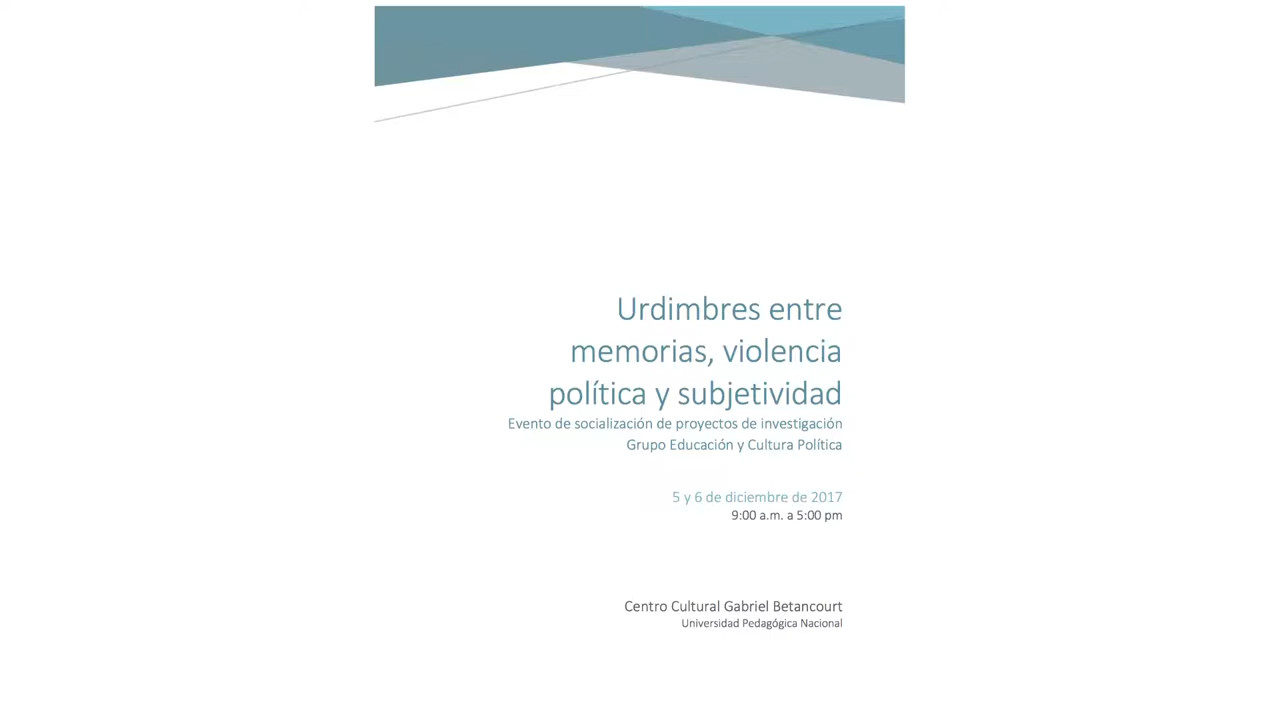 Urdimbres entre
memorias, violencia
política y subjetividad
Evento de socialización de proyectos de investigación
Grupo Educación y Cultura Política
5 y 6 de diciembre de 2017
9:00 a.m. a 5:00 pm
Centro Cultural Gabriel Betancourt
Universidad Pedagógica Nacional